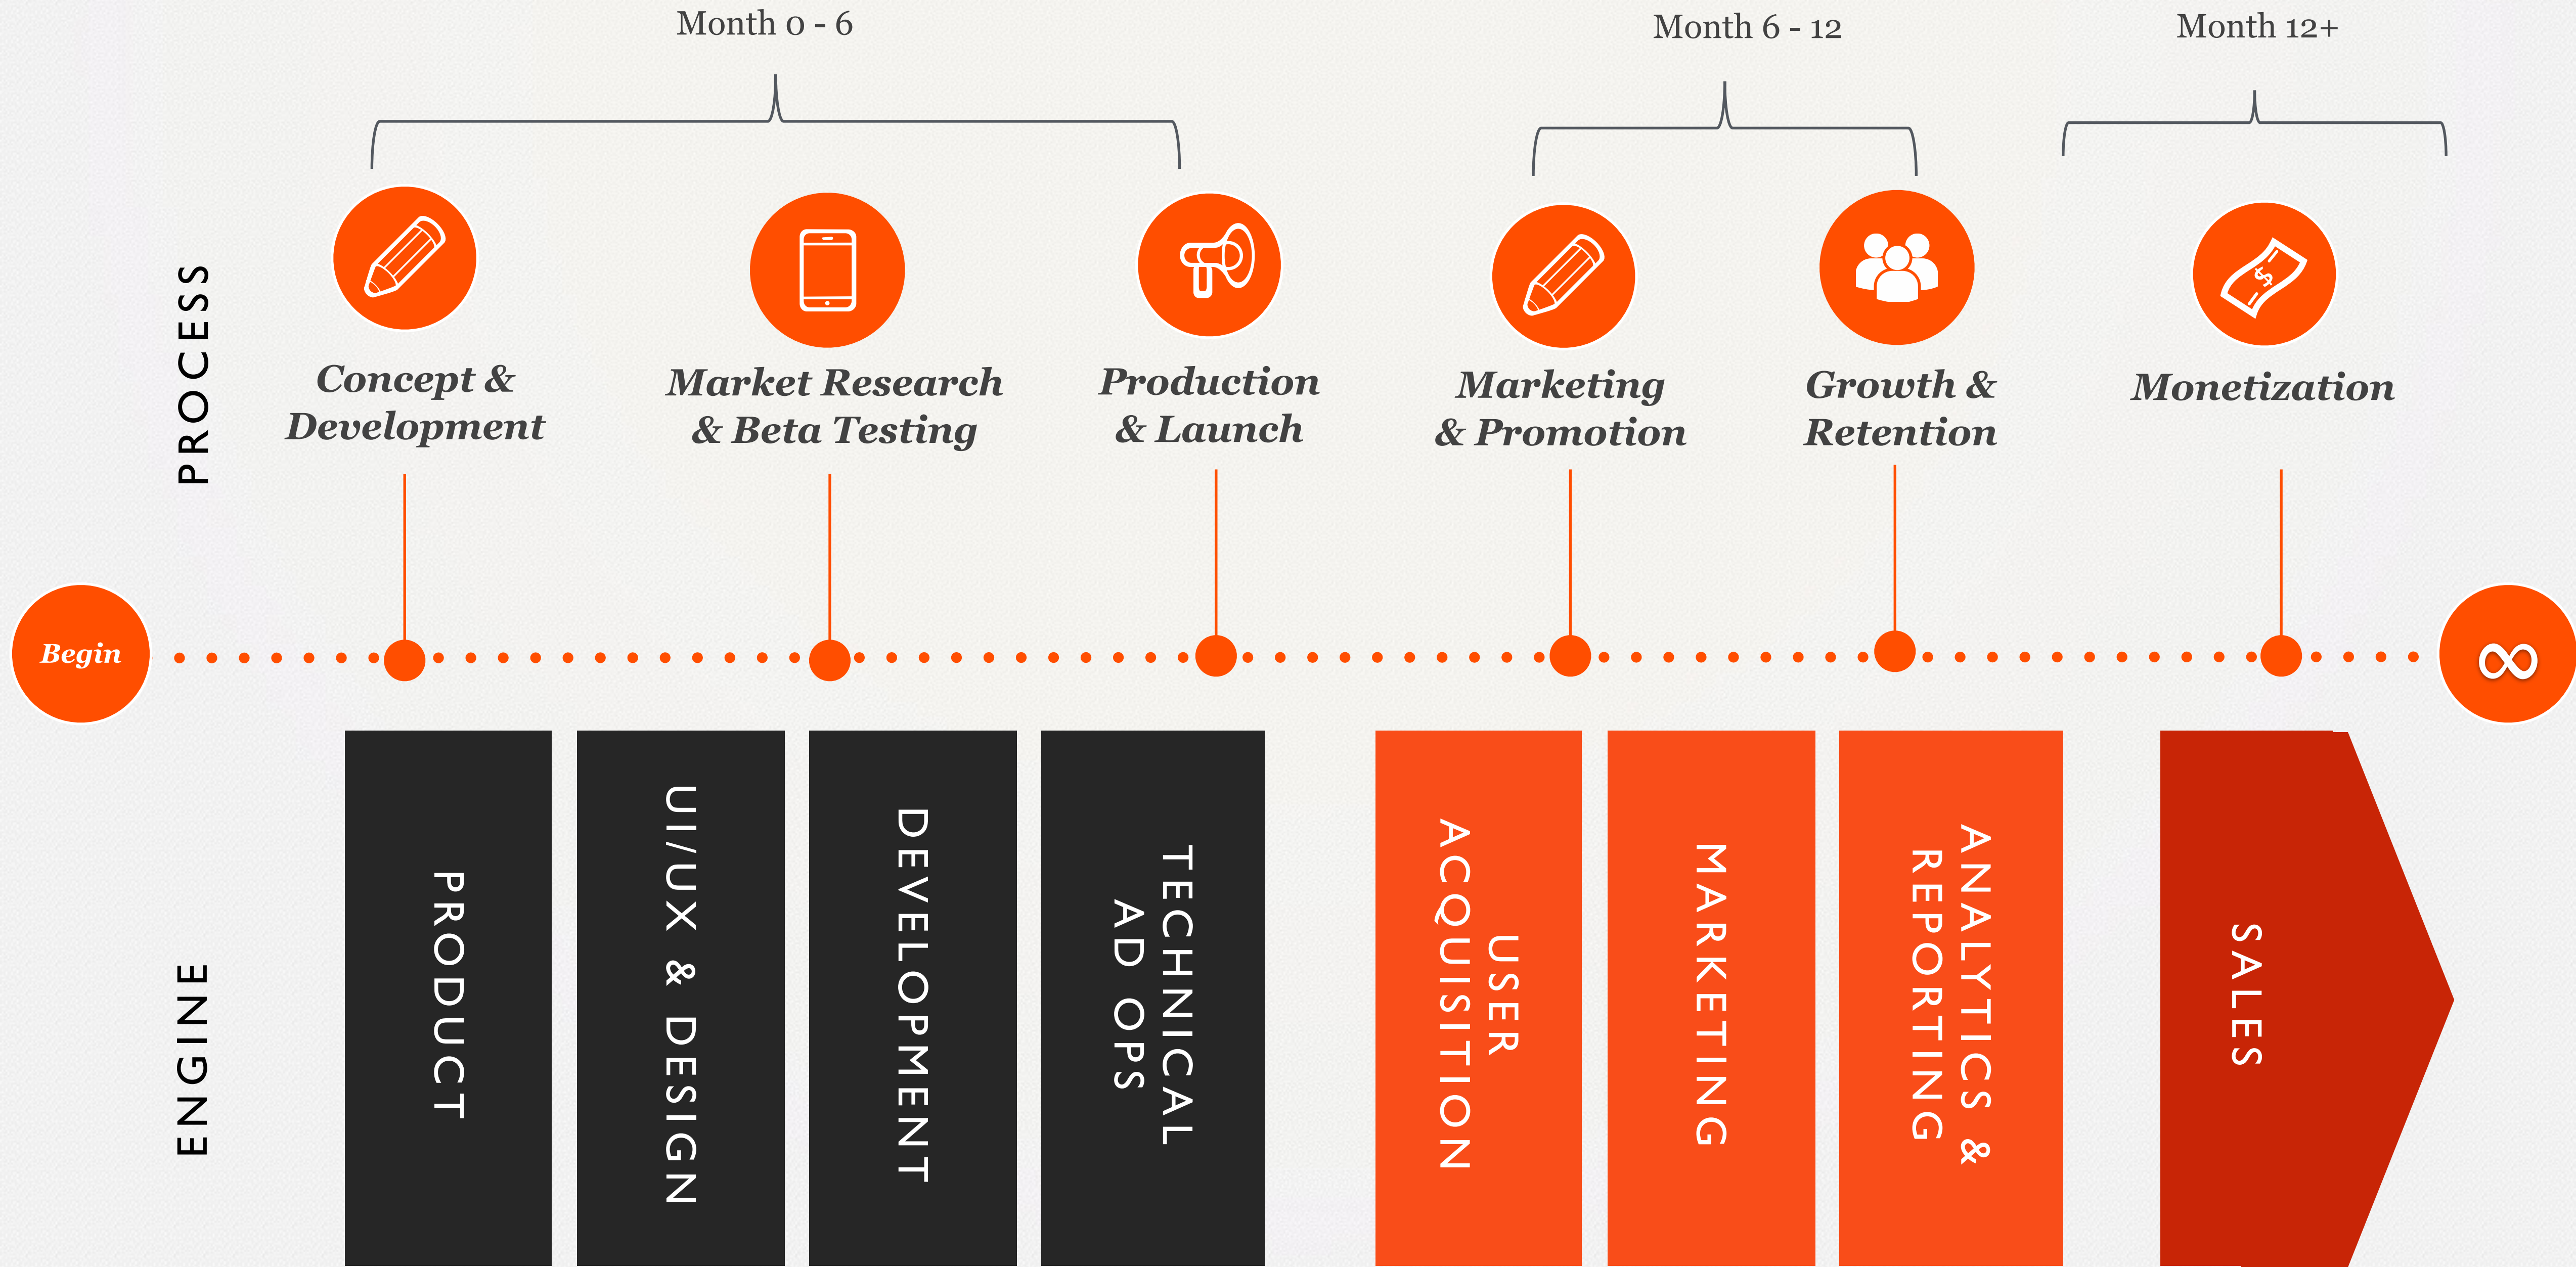 Month 0 - 6
Month 6 - 12
Month 12+
PROCESS
Concept &
Development
Market Research
& Beta Testing
Production
& Launch
Marketing
& Promotion
Growth &
Retention
Monetization
Begin
∞
ENGINE
PRODUCT
UI/UX & DESIGN
DEVELOPMENT
TECHNICAL
AD OPS
USER
ACQUISITION
MARKETING
ANALYTICS &
REPORTING
SALES